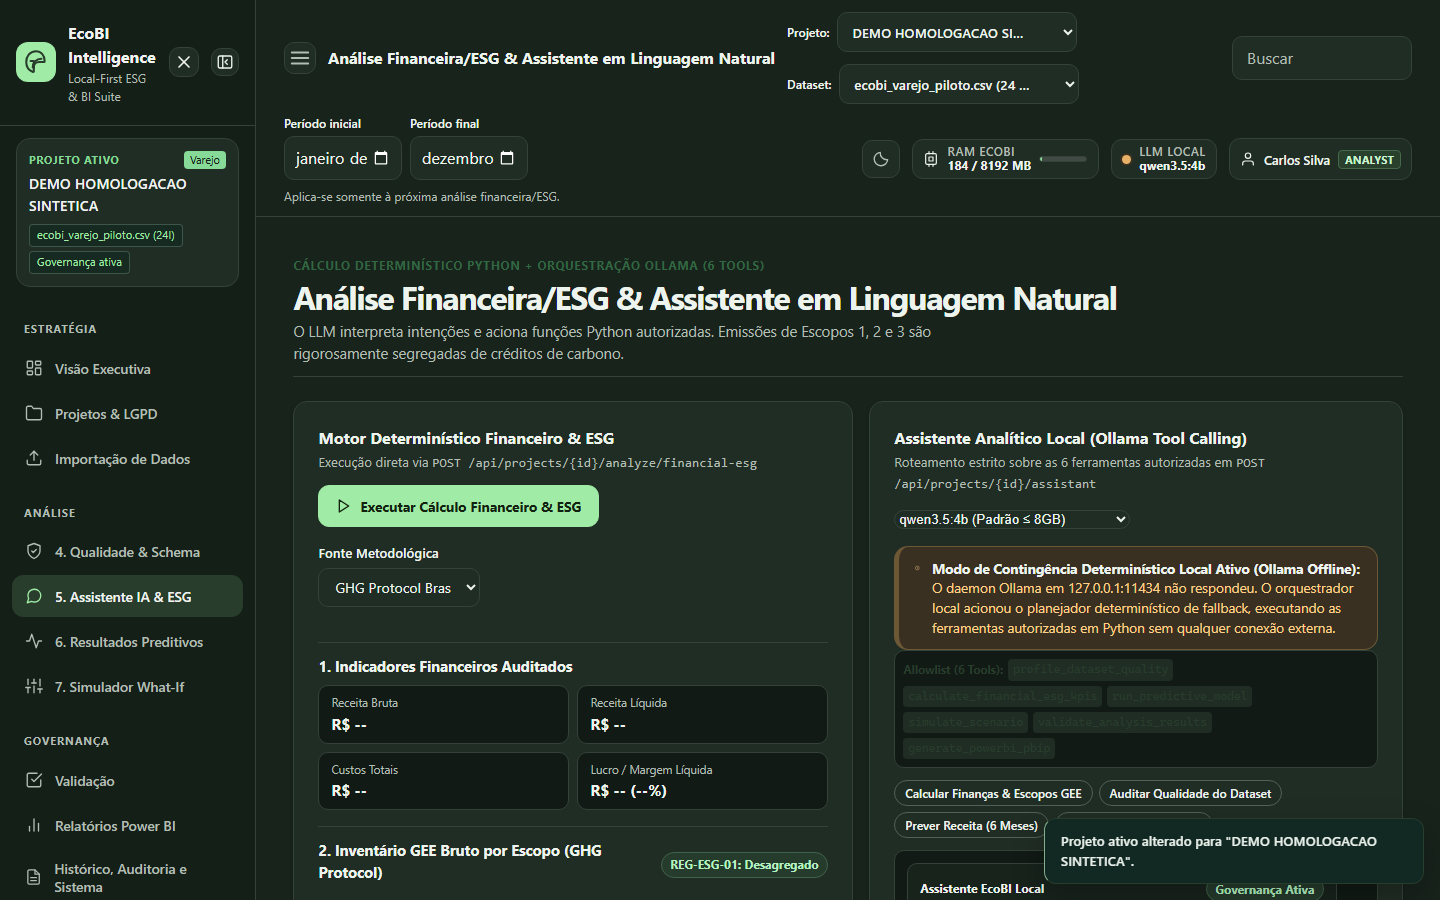 EcoBI
Intelligence
Local-First ESG
& BI Suite
PROJETO ATIVO
Varejo
DEMO HOMOLOGACAO
SINTETICA
ecobi_varejo_piloto.csv (24l)
Governança ativa
ESTRATÉGIA
Visão Executiva
Projetos & LGPD
Importação de Dados
ANÁLISE
4. Qualidade & Schema
5. Assistente IA & ESG
6. Resultados Preditivos
7. Simulador What-If
GOVERNANÇA
Validação
Relatórios Power BI
Histórico, Auditoria e
Sistema
Análise Financeira/ESG & Assistente em Linguagem Natural
Projeto:
DEMO HOMOLOGACAO SI...
Dataset:
ecobi_varejo_piloto.csv (24 ...
Buscar
Período inicial
Período final
janeiro de
dezembro
Aplica-se somente à próxima análise financeira/ESG.
RAM ECOBI
184 / 8192 MB
LLM LOCAL
qwen3.5:4b
Carlos Silva
ANALYST
CÁLCULO DETERMINÍSTICO PYTHON + ORQUESTRAÇÃO OLLAMA (6 TOOLS)
Análise Financeira/ESG & Assistente em Linguagem Natural
O LLM interpreta intenções e aciona funções Python autorizadas. Emissões de Escopos 1, 2 e 3 são
rigorosamente segregadas de créditos de carbono.
Motor Determinístico Financeiro & ESG
Execução direta via POST /api/projects/{id}/analyze/financial-esg
Executar Cálculo Financeiro & ESG
Fonte Metodológica
GHG Protocol Bras
1. Indicadores Financeiros Auditados
Receita Bruta
R$ --
Receita Líquida
R$ --
Custos Totais
R$ --
Lucro / Margem Líquida
R$ -- (--%)
2. Inventário GEE Bruto por Escopo (GHG
Protocol)
REG-ESG-01: Desagregado
Assistente Analítico Local (Ollama Tool Calling)
Roteamento estrito sobre as 6 ferramentas autorizadas em POST
/api/projects/{id}/assistant
qwen3.5:4b (Padrão ≤ 8GB)
Modo de Contingência Determinístico Local Ativo (Ollama Offline):
O daemon Ollama em 127.0.0.1:11434 não respondeu. O orquestrador
local acionou o planejador determinístico de fallback, executando as
ferramentas autorizadas em Python sem qualquer conexão externa.
Allowlist (6 Tools): profile_dataset_quality
calculate_financial_esg_kpis run_predictive_model
simulate_scenario validate_analysis_results
generate_powerbi_pbip
Calcular Finanças & Escopos GEE
Auditar Qualidade do Dataset
Prever Receita (6 Meses)
Assistente EcoBI Local
Governança Ativa
Projeto ativo alterado para "DEMO HOMOLOGACAO
SINTETICA".